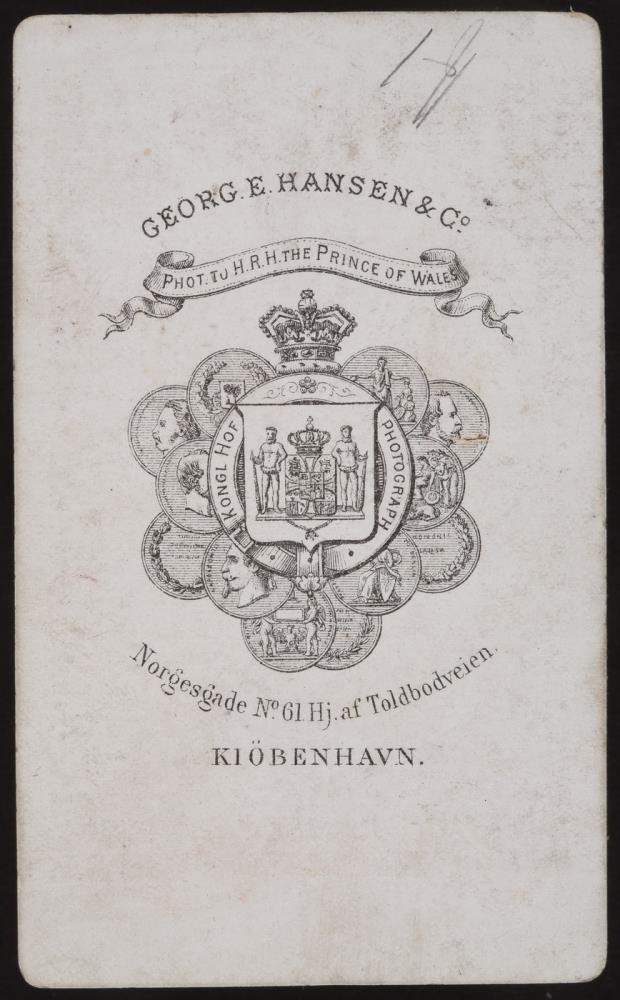 GEORG. E. HANSEN & Cº
PHOT. TO H.R.H. THE PRINCE OF WALES
KONGL HOF PHOTOGRAPH
Norgesgade Nº 61 Hj. af Toldbodveien.
KIÖBENHAVN.